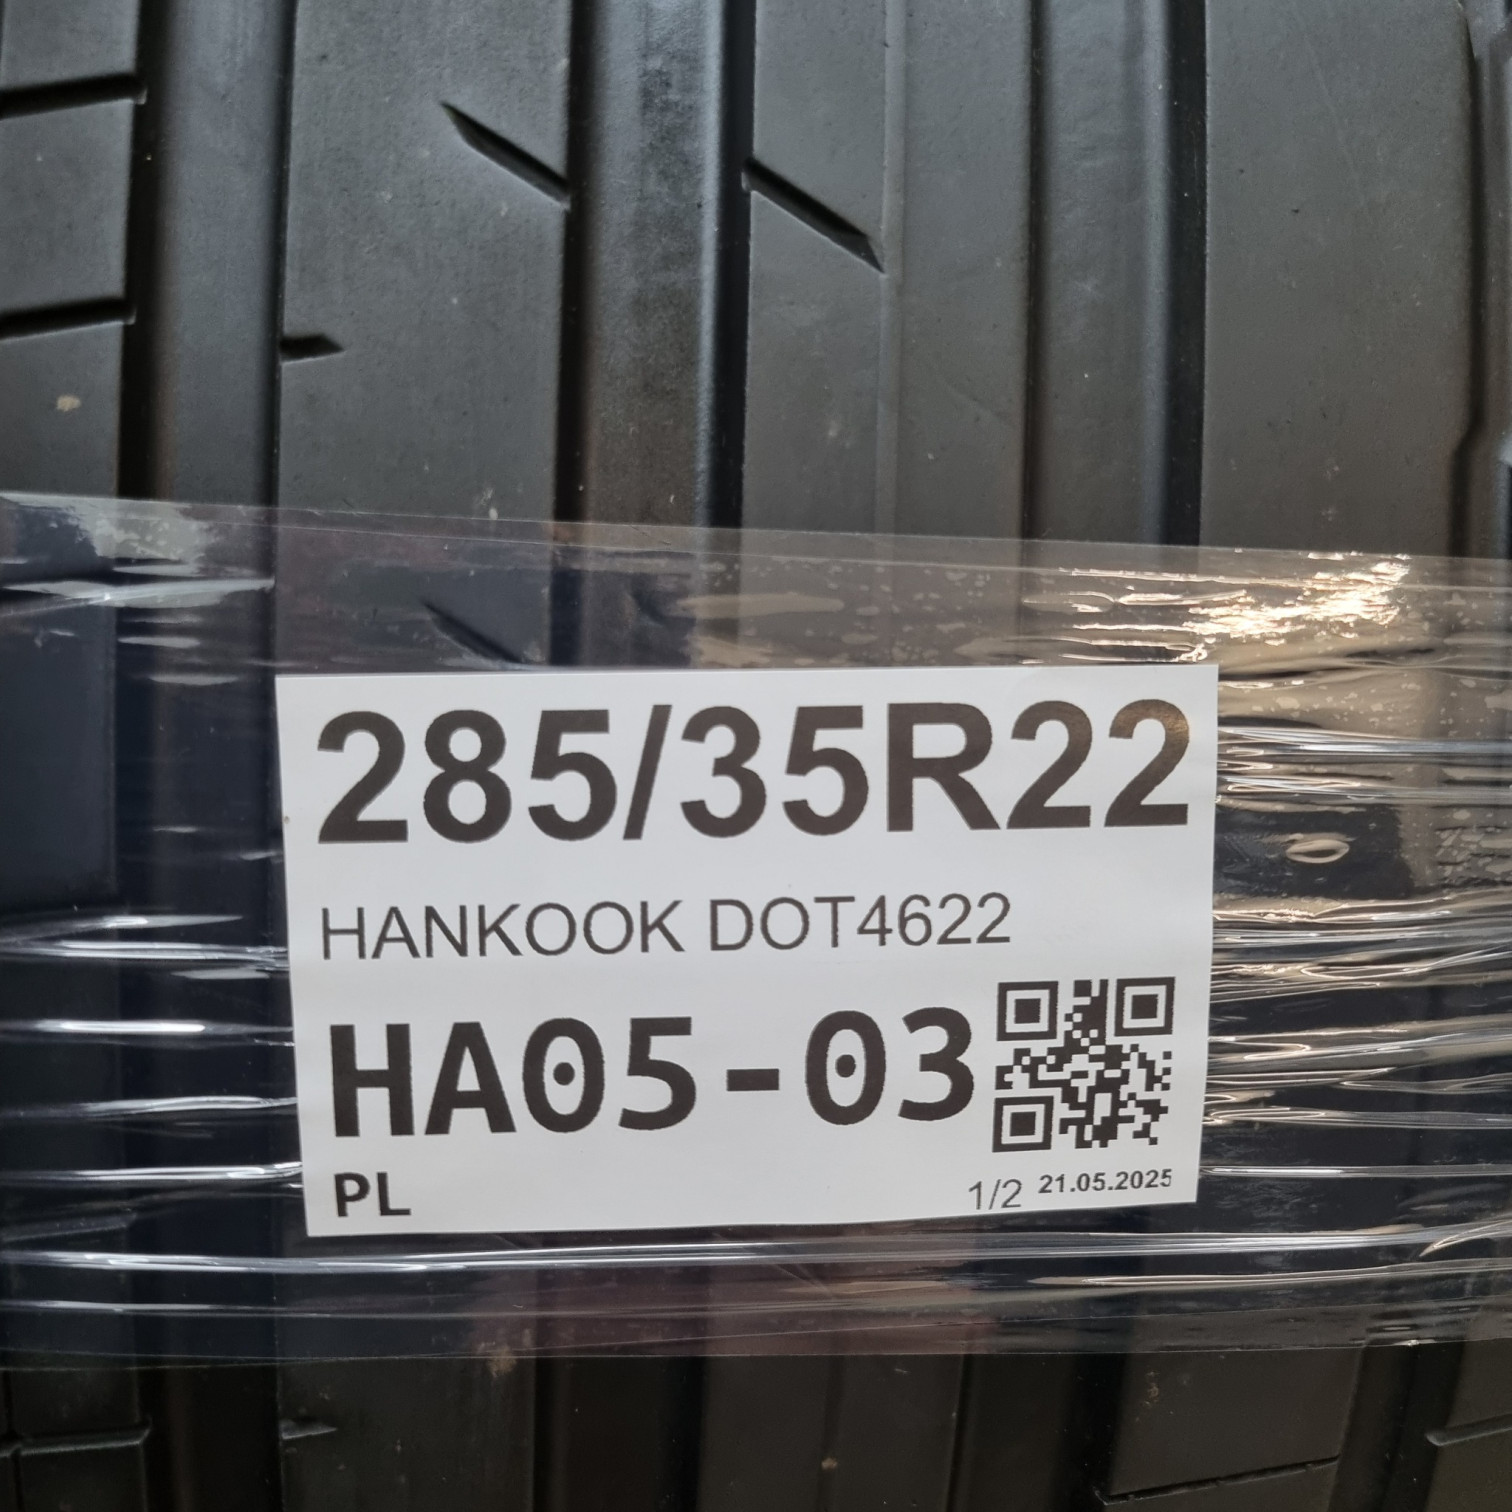 285/35R22
HANKOOK DOT4622
HA05-03
PL
1/2 21.05.2025